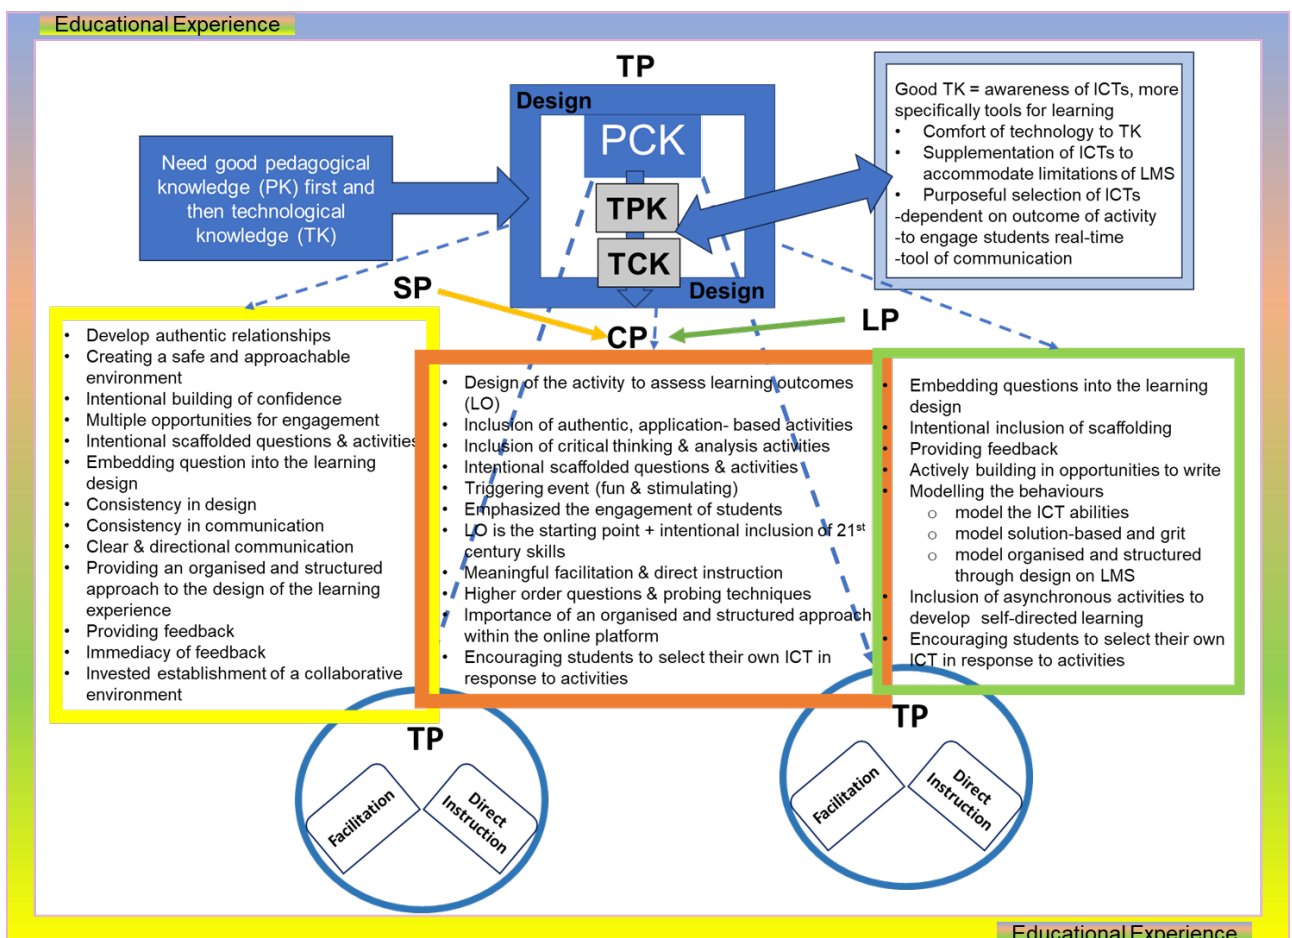 Educational Experience
TP
Design
PCK
TPK
TCK
Design
Need good pedagogical
knowledge (PK) first and
then technological
knowledge (TK)
Good TK = awareness of ICTs, more
specifically tools for learning
• Comfort of technology to TK
• Supplementation of ICTs to
accommodate limitations of LMS
• Purposeful selection of ICTs
-dependent on outcome of activity
-to engage students real-time
-tool of communication
SP
CP
LP
• Develop authentic relationships
• Creating a safe and approachable
environment
• Intentional building of confidence
• Multiple opportunities for engagement
• Intentional scaffolded questions & activities
• Embedding question into the learning
design
• Consistency in design
• Consistency in communication
• Clear & directional communication
• Providing an organised and structured
approach to the design of the learning
experience
• Providing feedback
• Immediacy of feedback
• Invested establishment of a collaborative
environment
• Design of the activity to assess learning outcomes
(LO)
• Inclusion of authentic, application- based activities
• Inclusion of critical thinking & analysis activities
• Intentional scaffolded questions & activities
• Triggering event (fun & stimulating)
• Emphasized the engagement of students
• LO is the starting point + intentional inclusion of 21st
century skills
• Meaningful facilitation & direct instruction
• Higher order questions & probing techniques
• Importance of an organised and structured approach
within the online platform
• Encouraging students to select their own ICT in
response to activities
• Embedding questions into the learning
design
• Intentional inclusion of scaffolding
• Providing feedback
• Actively building in opportunities to write
• Modelling the behaviours
o model the ICT abilities
o model solution-based and grit
o model organised and structured
through design on LMS
• Inclusion of asynchronous activities to
develop self-directed learning
• Encouraging students to select their own
ICT in response to activities
TP
Facilitation
Direct
Instruction
TP
Facilitation
Direct
Instruction
Educational Experience